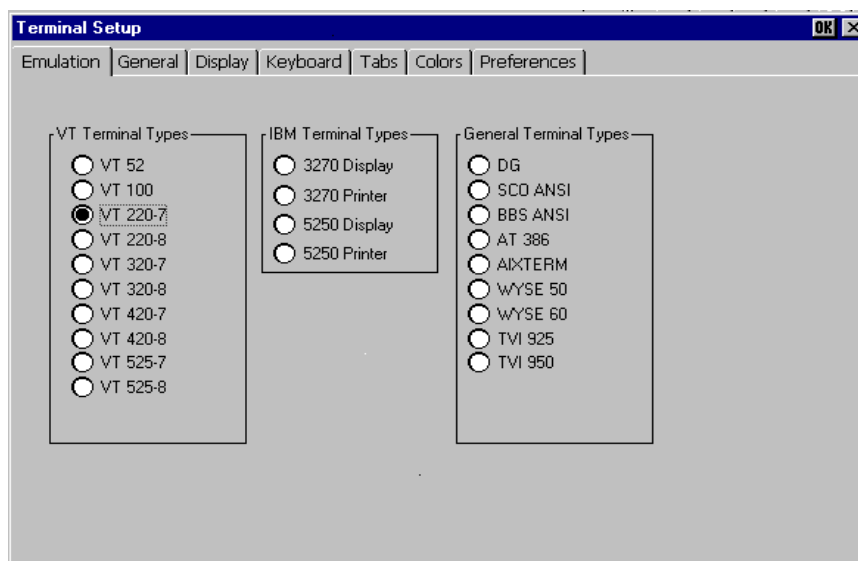 Terminal Setup OK
Emulation General Display Keyboard Tabs Colors Preferences
VT Terminal Types
VT 52
VT 100
VT 220-7
VT 220-8
VT 320-7
VT 320-8
VT 420-7
VT 420-8
VT 525-7
VT 525-8
IBM Terminal Types
3270 Display
3270 Printer
5250 Display
5250 Printer
General Terminal Types
DG
SCO ANSI
BBS ANSI
AT 386
AIXTERM
WYSE 50
WYSE 60
TVI 925
TVI 950